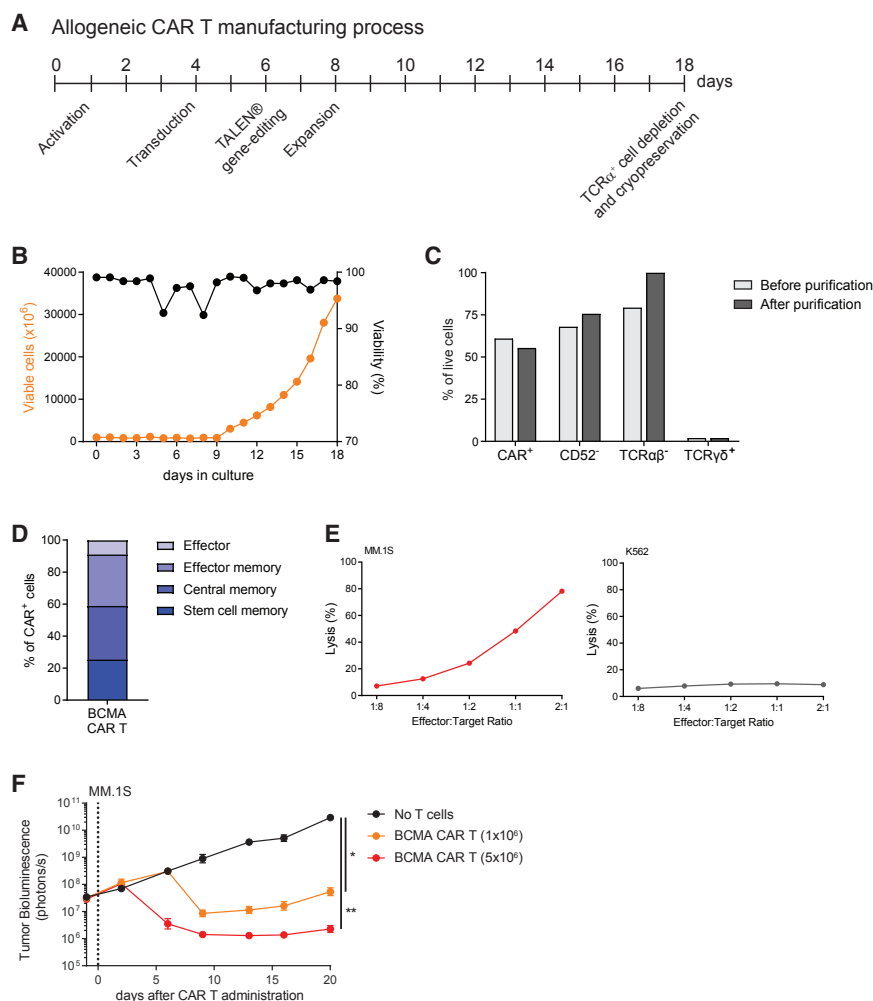 A Allogeneic CAR T manufacturing process
0 2 4 6 8 10 12 14 16 18 days
Activation
Transduction
TALEN®
gene-editing
Expansion
TCRα⁺ cell depletion
and cryopreservation
B
Viable cells (x10⁶)
40000
30000
20000
10000
0
Viability (%)
100
90
80
70
0 3 6 9 12 15 18
days in culture
C
% of live cells
100
75
50
25
0
CAR⁺ CD52⁻ TCRαβ⁻ TCRγδ⁺
Before purification
After purification
D
% of CAR⁺ cells
100
80
60
40
20
0
BCMA
CAR T
Effector
Effector memory
Central memory
Stem cell memory
E
MM.1S
Lysis (%)
100
80
60
40
20
0
1:8 1:4 1:2 1:1 2:1
Effector:Target Ratio
K562
Lysis (%)
100
80
60
40
20
0
1:8 1:4 1:2 1:1 2:1
Effector:Target Ratio
F
MM.1S
Tumor Bioluminescence
(photons/s)
10¹¹
10¹⁰
10⁹
10⁸
10⁷
10⁶
10⁵
0 5 10 15 20
days after CAR T administration
*
**
No T cells
BCMA CAR T (1x10⁶)
BCMA CAR T (5x10⁶)